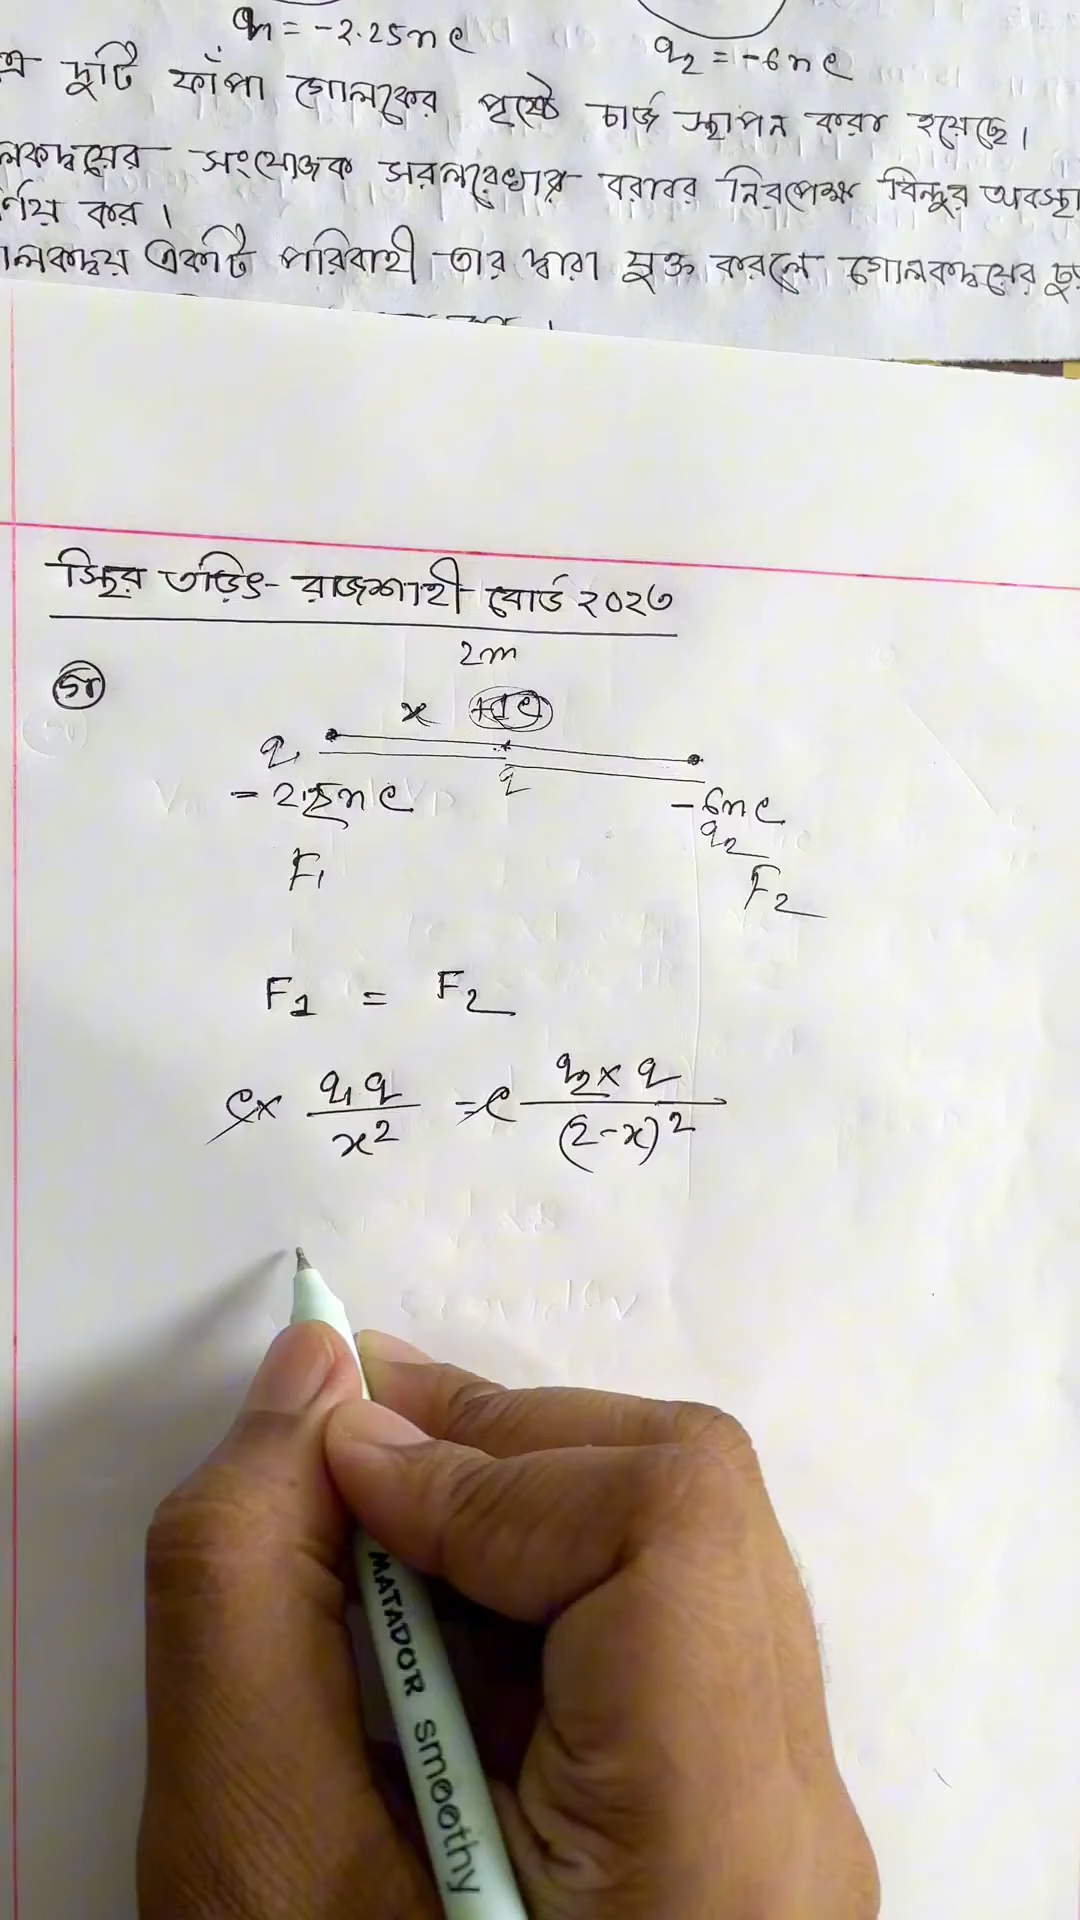 q₁ = -2.25nC
q₂ = -6nC
দুটি ফাঁপা গোলকের পৃষ্ঠে চার্জ স্থাপন করা হয়েছে।
লকদ্বয়ের সংযোজক সরলরেখার বরাবর নিরপেক্ষ বিন্দুর অবস্থা
র্ণয় কর।
ালকদ্বয় একটি পরিবাহী তার দ্বারা যুক্ত করলে গোলকদ্বয়ের
স্থির তড়িৎ - রাজশাহী বোর্ড ২০২৩
2m
গ
x +1C
q₁ q
- 2.25nC -6nC
q₂
F₁ F₂
F₁ = F₂
C× q₁q/x² = C q₂×q/(2-x)²
MATADOR smoothy